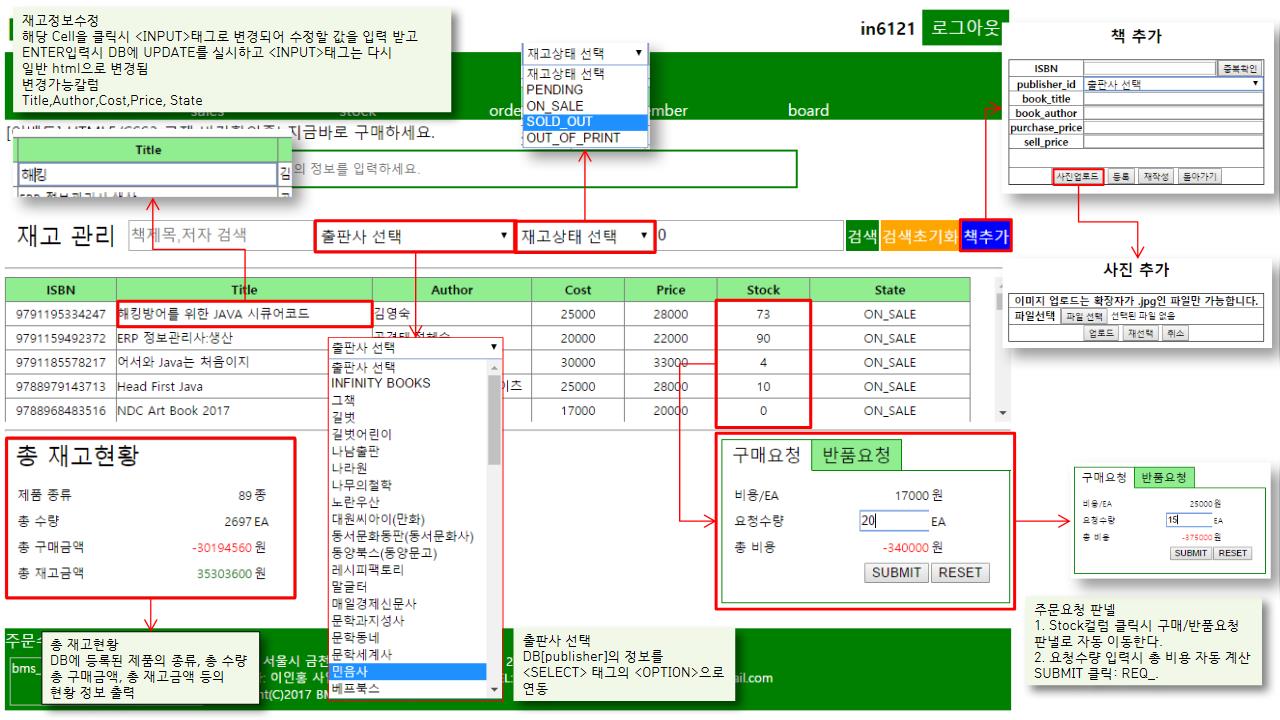 재고정보수정
해당 Cell을 클릭시 <INPUT>태그로 변경되어 수정할 값을 입력 받고
ENTER입력시 DB에 UPDATE를 실시하고 <INPUT>태그는 다시
일반 html으로 변경됨
변경가능칼럼
Title,Author,Cost,Price, State
in6121
로그아웃
sales
stock
board
지금바로 구매하세요.
의 정보를 입력하세요.
Title
해킹
재고상태 선택
재고상태 선택
PENDING
ON_SALE
SOLD_OUT
OUT_OF_PRINT
책 추가
ISBN
중복확인
publisher_id
출판사 선택
book_title
book_author
purchase_price
sell_price
사진업로드
등록
재작성
돌아가기
사진 추가
이미지 업로드는 확장자가 .jpg인 파일만 가능합니다.
파일선택
파일 선택
선택된 파일 없음
업로드
재선택
취소
재고 관리
책제목,저자 검색
출판사 선택
재고상태 선택
0
검색
검색초기화
책추가
ISBN Title Author Cost Price Stock State
9791195334247 해킹방어를 위한 JAVA 시큐어코드 김영숙 25000 28000 73 ON_SALE
9791159492372 ERP 정보관리사:생산 20000 22000 90 ON_SALE
9791185578217 어서와 Java는 처음이지 30000 33000 4 ON_SALE
9788979143713 Head First Java 이츠 25000 28000 10 ON_SALE
9788968483516 NDC Art Book 2017 17000 20000 0 ON_SALE
출판사 선택
출판사 선택
INFINITY BOOKS
그책
길벗
길벗어린이
나남출판
나라원
나무의철학
노란우산
대원씨아이(만화)
동서문화동판(동서문화사)
동양북스(동양문고)
레시피팩토리
말글터
매일경제신문사
문학과지성사
문학동네
문학세계사
민음사
베프북스
총 재고현황
제품 종류 89 종
총 수량 2697 EA
총 구매금액 -30194560 원
총 재고금액 35303600 원
구매요청
반품요청
비용/EA 17000 원
요청수량 20 EA
총 비용 -340000 원
SUBMIT
RESET
구매요청
반품요청
비용/EA 25000 원
요청수량 15 EA
총 비용 -375000 원
SUBMIT
RESET
주문요청 판넬
1. Stock컬럼 클릭시 구매/반품요청
판넬로 자동 이동한다.
2. 요청수량 입력시 총 비용 자동 계산
SUBMIT 클릭: REQ_.
총 재고현황
DB에 등록된 제품의 종류, 총 수량
총 구매금액, 총 재고금액 등의
현황 정보 출력
출판사 선택
DB[publisher]의 정보를
<SELECT> 태그의 <OPTION>으로
연동
bms_
서울시 금천
이인홍
(C)2017
ail.com